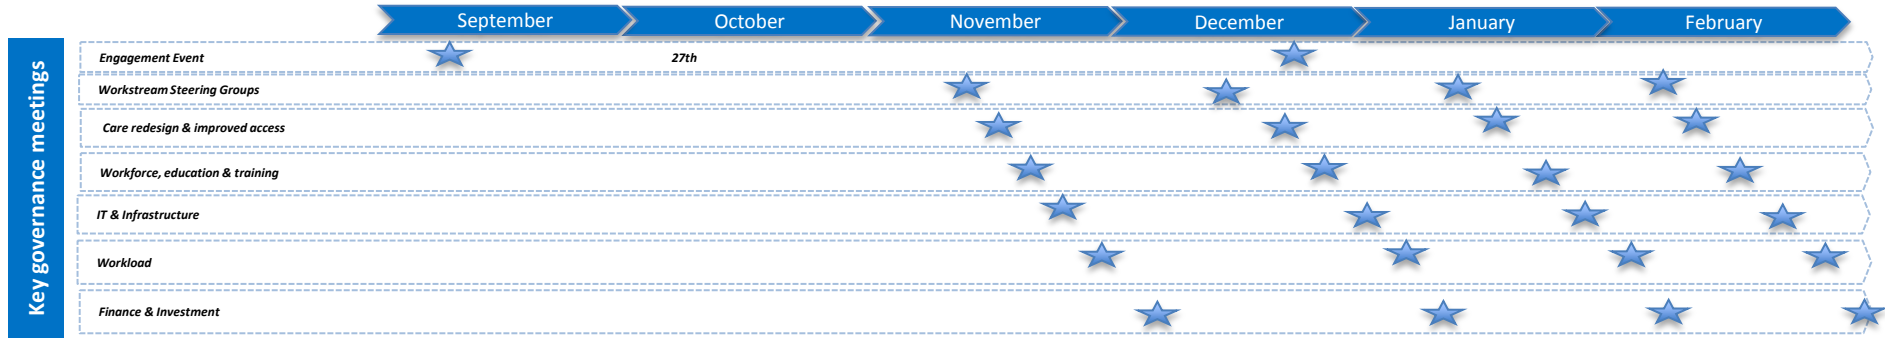 September October November December January February
Key governance meetings
Engagement Event 27th
Workstream Steering Groups
Care redesign & improved access
Workforce, education & training
IT & Infrastructure
Workload
Finance & Investment